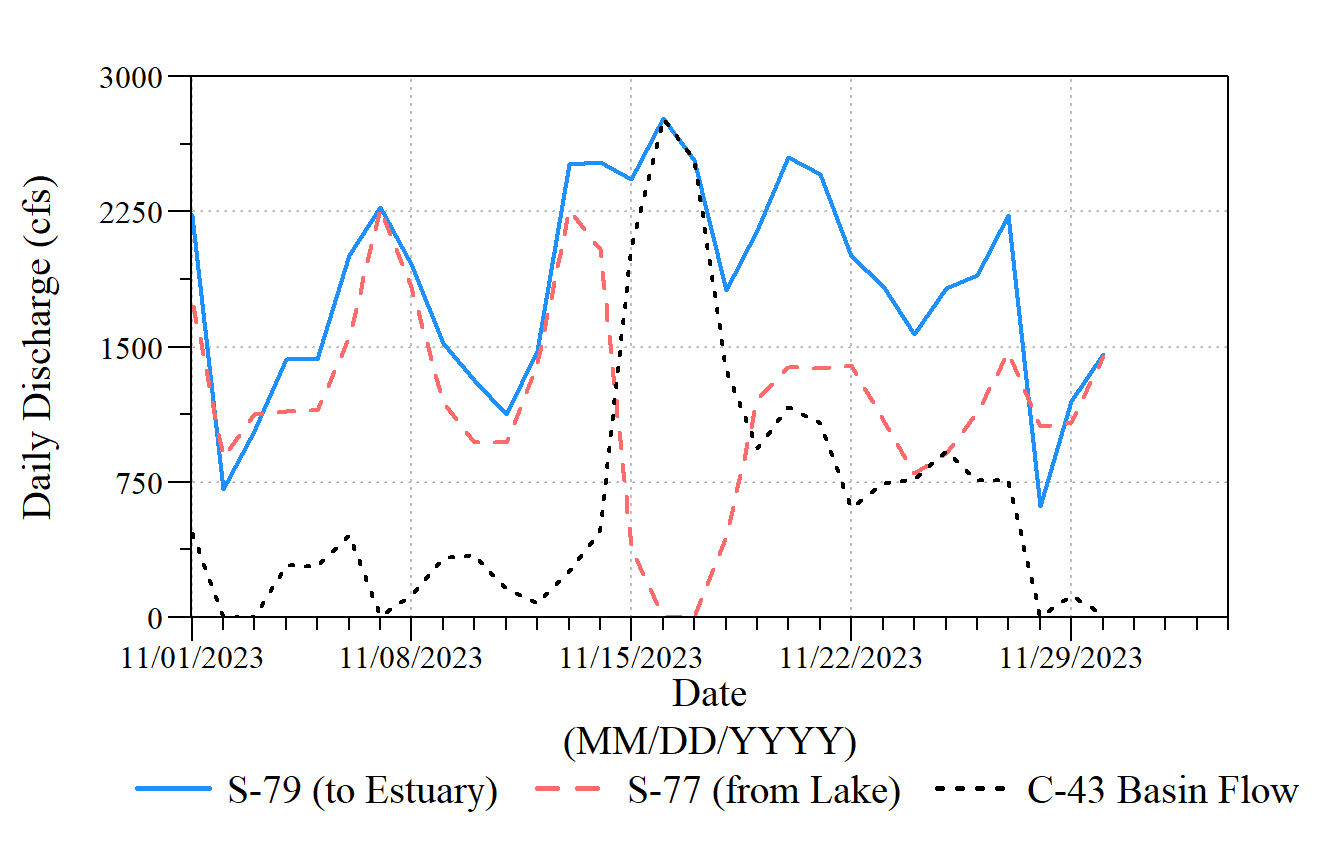 Daily Discharge (cfs)
3000
2250
1500
750
0
11/01/2023 11/08/2023 11/15/2023 11/22/2023 11/29/2023
Date
(MM/DD/YYYY)
S-79 (to Estuary) S-77 (from Lake) C-43 Basin Flow